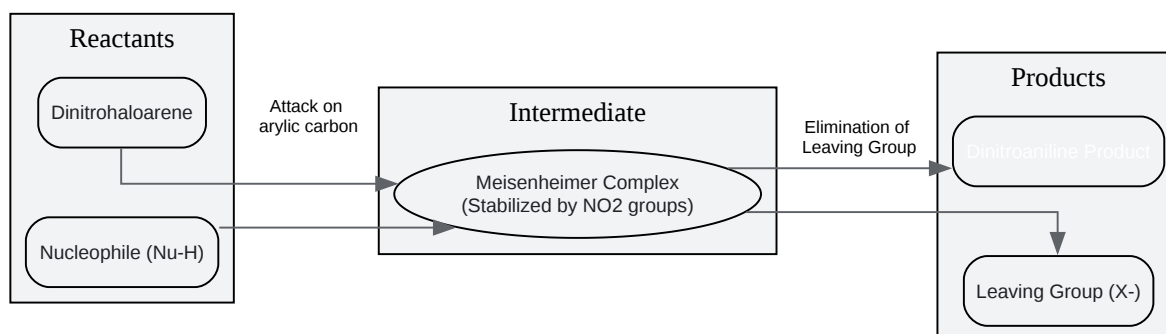 Reactants
Dinitrohaloarene
Nucleophile (Nu-H)
Attack on
arylic carbon
Intermediate
Meisenheimer Complex
(Stabilized by NO2 groups)
Elimination of
Leaving Group
Products
Dinitroaniline Product
Leaving Group (X-)